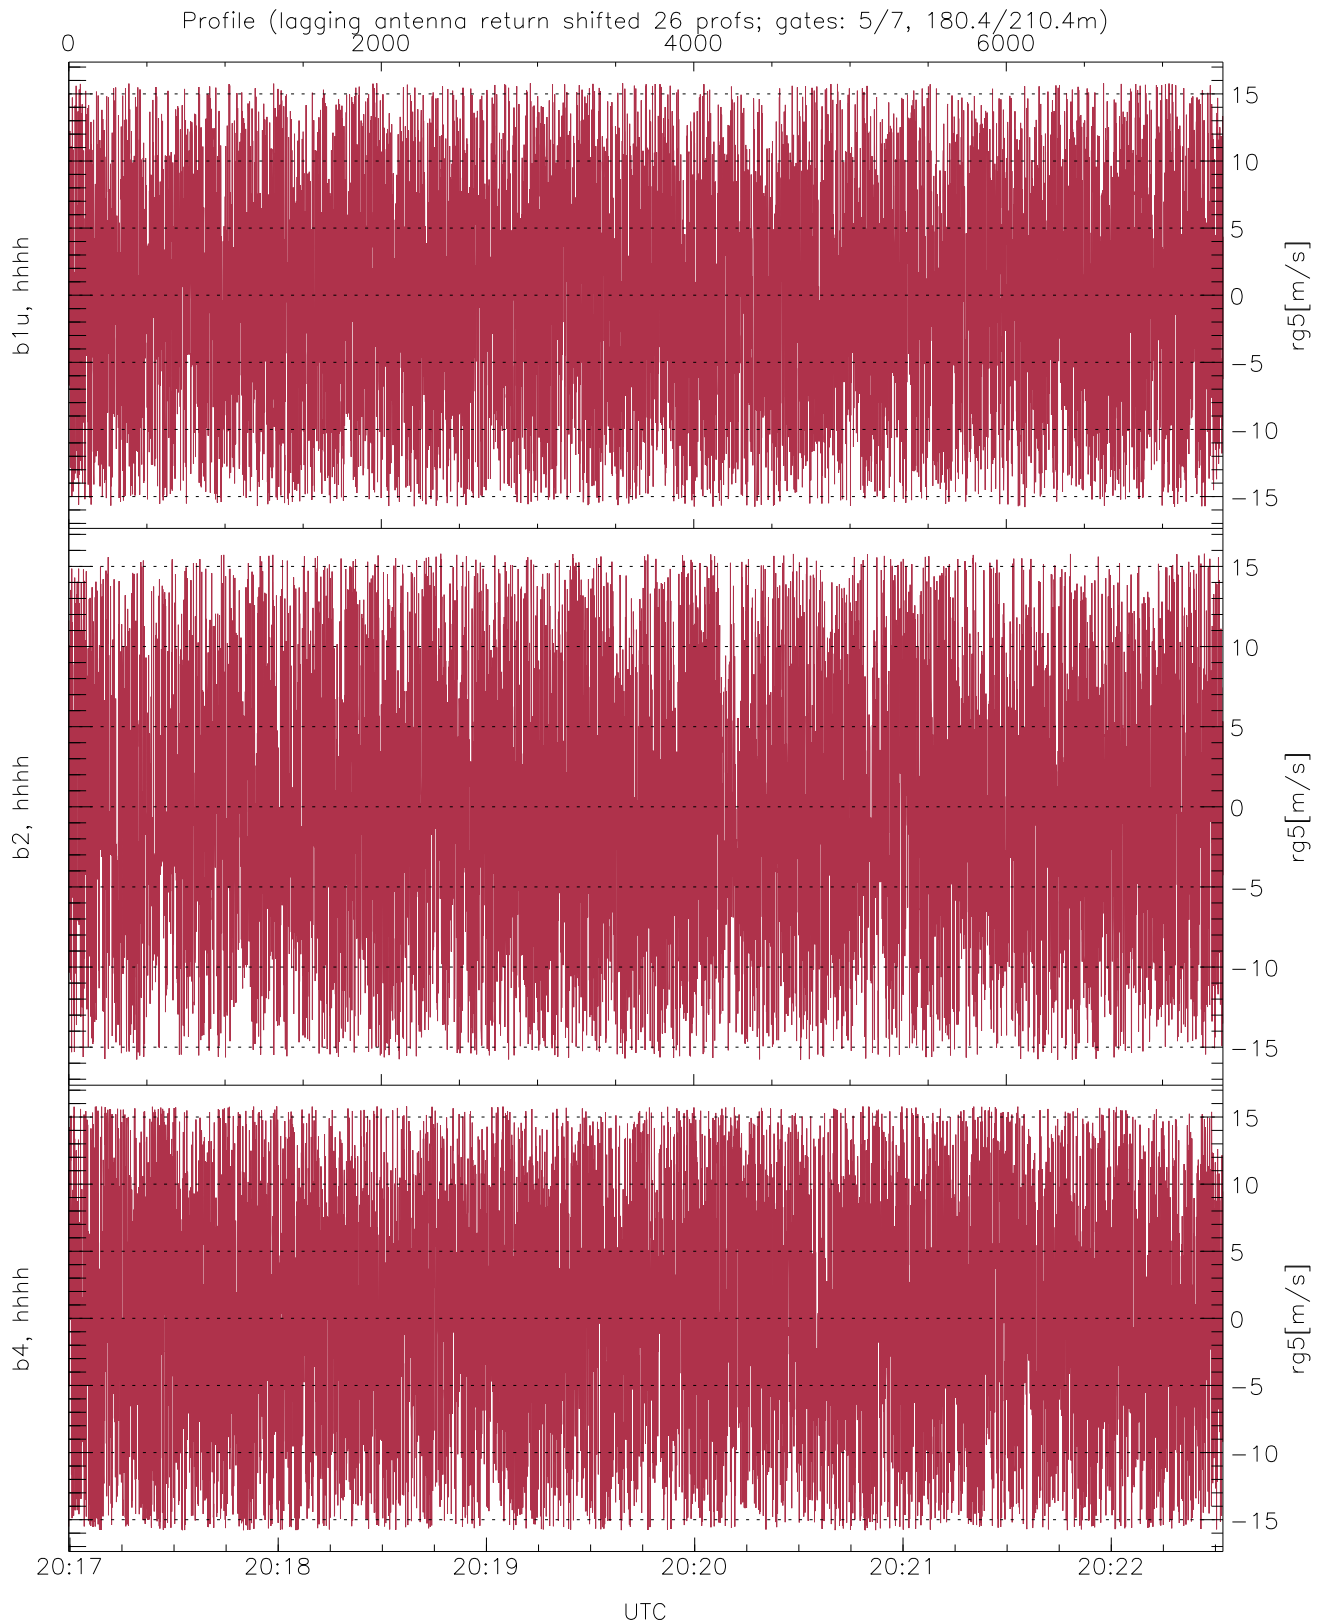 Profile (lagging antenna return shifted 26 profs; gates: 5/7, 180.4/210.4m)
0 2000 4000 6000
15
10
5
0
−5
−10
−15
b1u, hhhh
rg5[m/s]
15
10
5
0
−5
−10
−15
b2, hhhh
rg5[m/s]
15
10
5
0
−5
−10
−15
b4, hhhh
rg5[m/s]
20:17 20:18 20:19 20:20 20:21 20:22
UTC